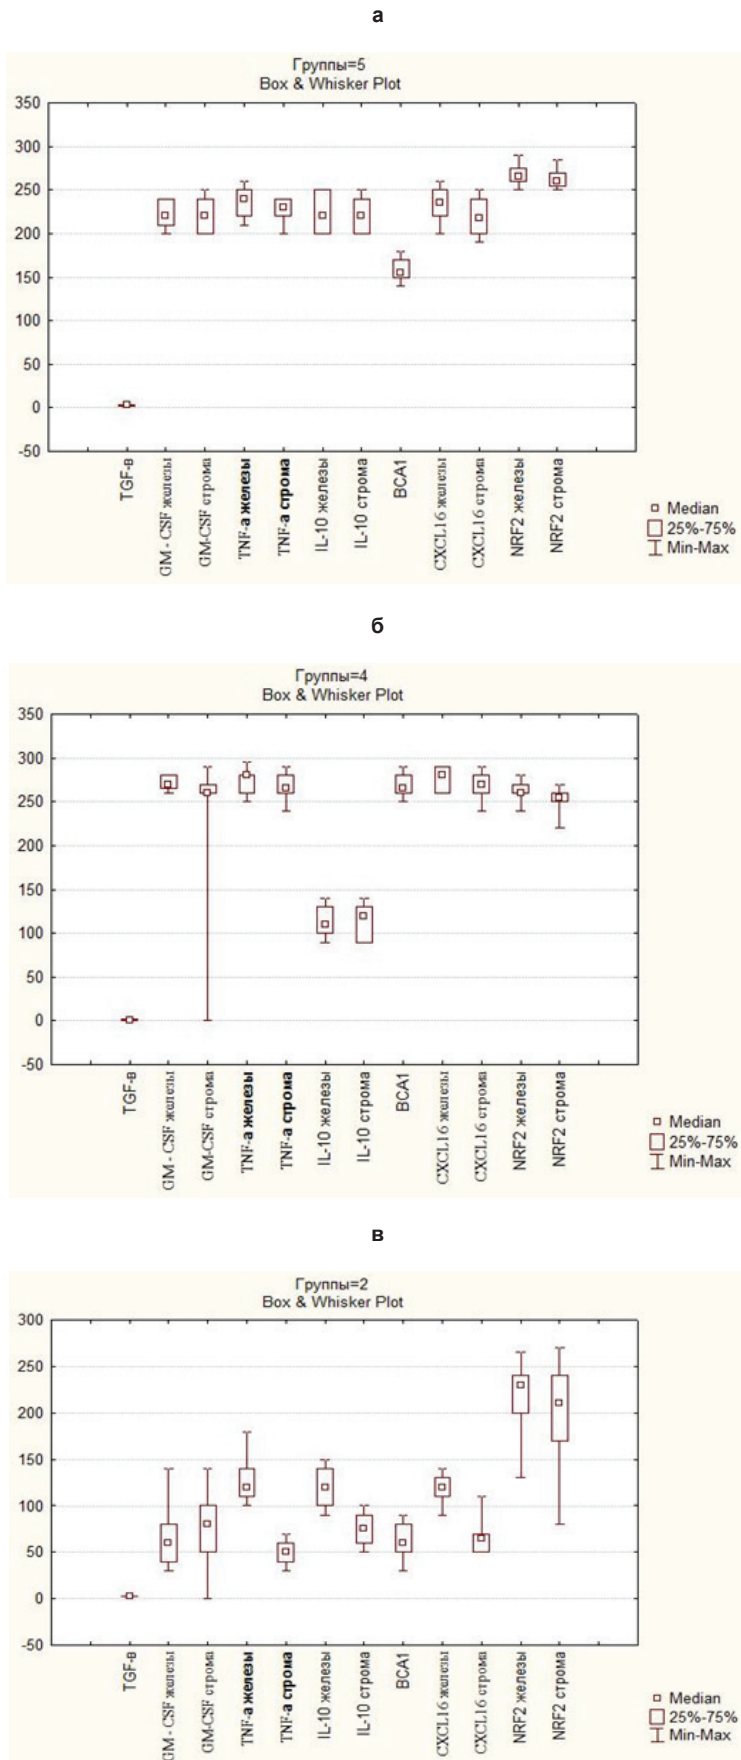 а
Группы=5
Box & Whisker Plot
350
300
250
200
150
100
50
0
-50
TGF-в
GM - CSF железы
GM-CSF строма
TNF-а железы
TNF-а строма
IL-10 железы
IL-10 строма
BCA1
CXCL16 железы
CXCL16 строма
NRF2 железы
NRF2 строма
Median
25%-75%
Min-Max
б
Группы=4
Box & Whisker Plot
350
300
250
200
150
100
50
0
-50
TGF-в
GM - CSF железы
GM-CSF строма
TNF-а железы
TNF-а строма
IL-10 железы
IL-10 строма
BCA1
CXCL16 железы
CXCL16 строма
NRF2 железы
NRF2 строма
Median
25%-75%
Min-Max
в
Группы=2
Box & Whisker Plot
300
250
200
150
100
50
0
-50
TGF-в
GM - CSF железы
GM-CSF строма
TNF-а железы
TNF-а строма
IL-10 железы
IL-10 строма
BCA1
CXCL16 железы
CXCL16 строма
NRF2 железы
NRF2 строма
Median
25%-75%
Min-Max